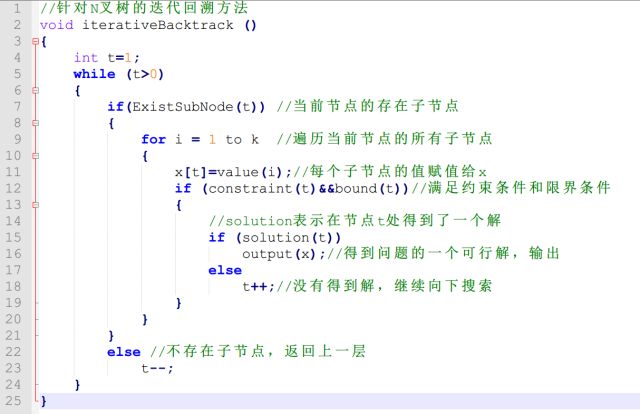 1 //针对N叉树的迭代回溯方法
2 void iterativeBacktrack ()
3 {
4 int t=1;
5 while (t>0)
6 {
7 if(ExistSubNode(t)) //当前节点的存在子节点
8 {
9 for i = 1 to k //遍历当前节点的所有子节点
10 {
11 x[t]=value(i);//每个子节点的值赋值给x
12 if (constraint(t)&&bound(t))//满足约束条件和限界条件
13 {
14 //solution表示在节点t处得到了一个解
15 if (solution(t))
16 output(x);//得到问题的一个可行解，输出
17 else
18 t++;//没有得到解，继续向下搜索
19 }
20 }
21 }
22 else //不存在子节点，返回上一层
23 t--;
24 }
25 }